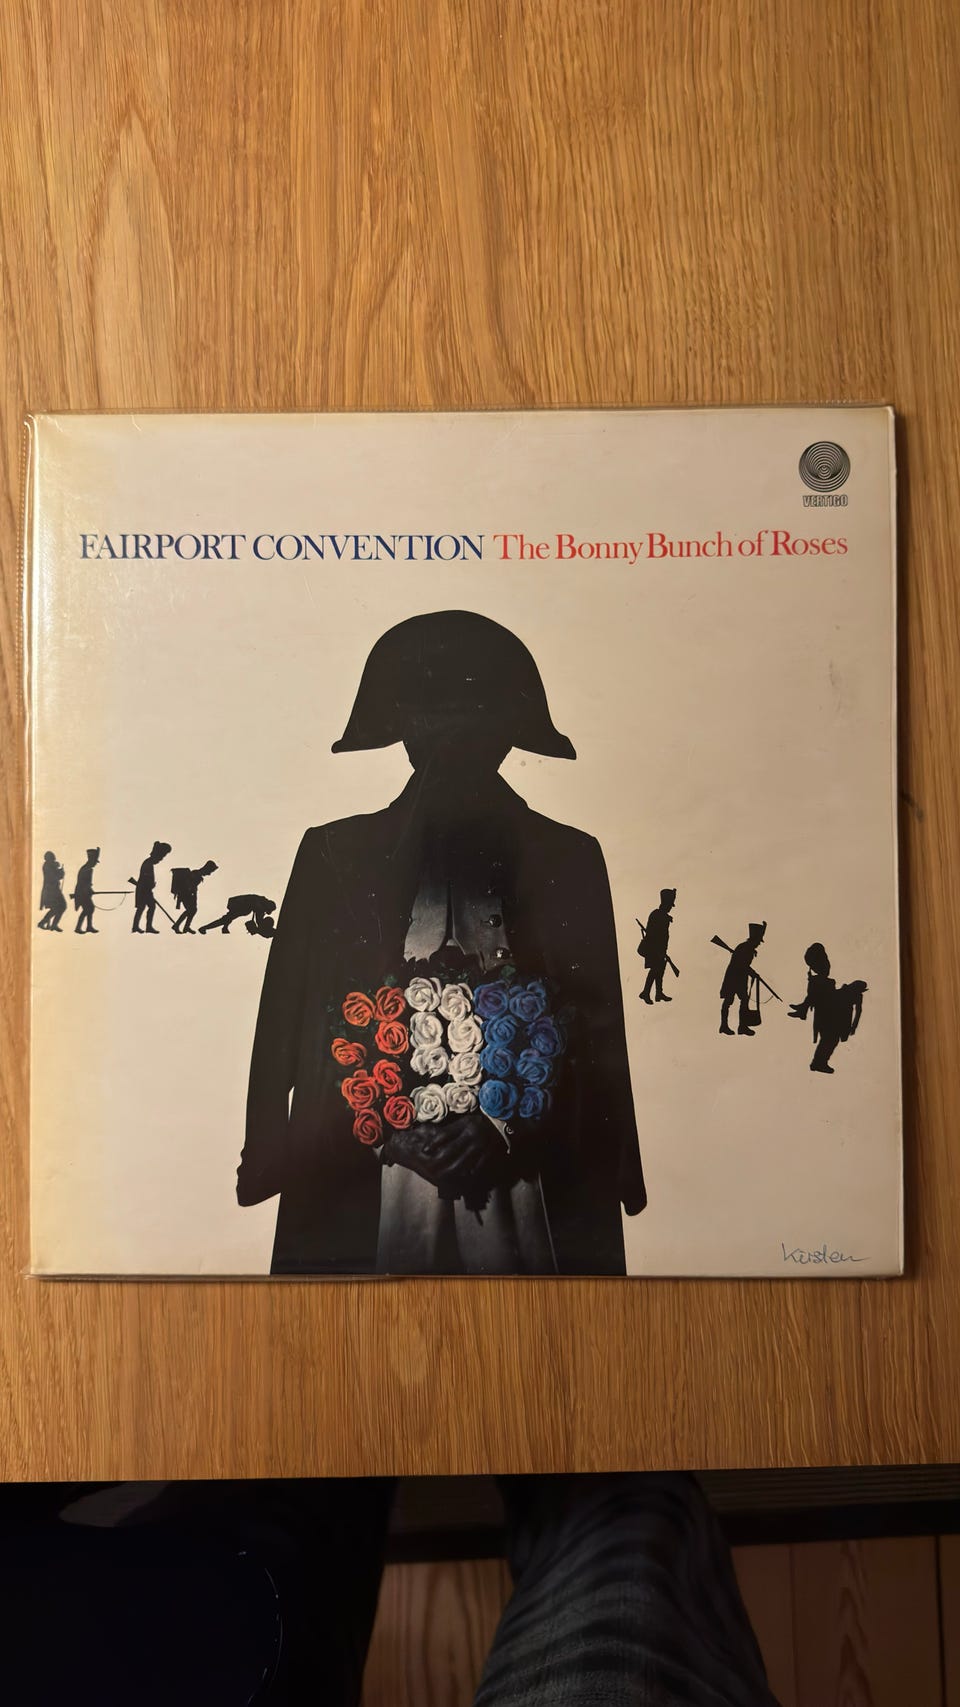 VERTIGO
FAIRPORT CONVENTION The Bonny Bunch of Roses
Kirsten